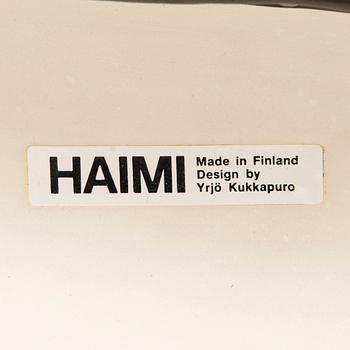 HAIMI
Made in Finland
Design by
Yrjö Kukkapuro